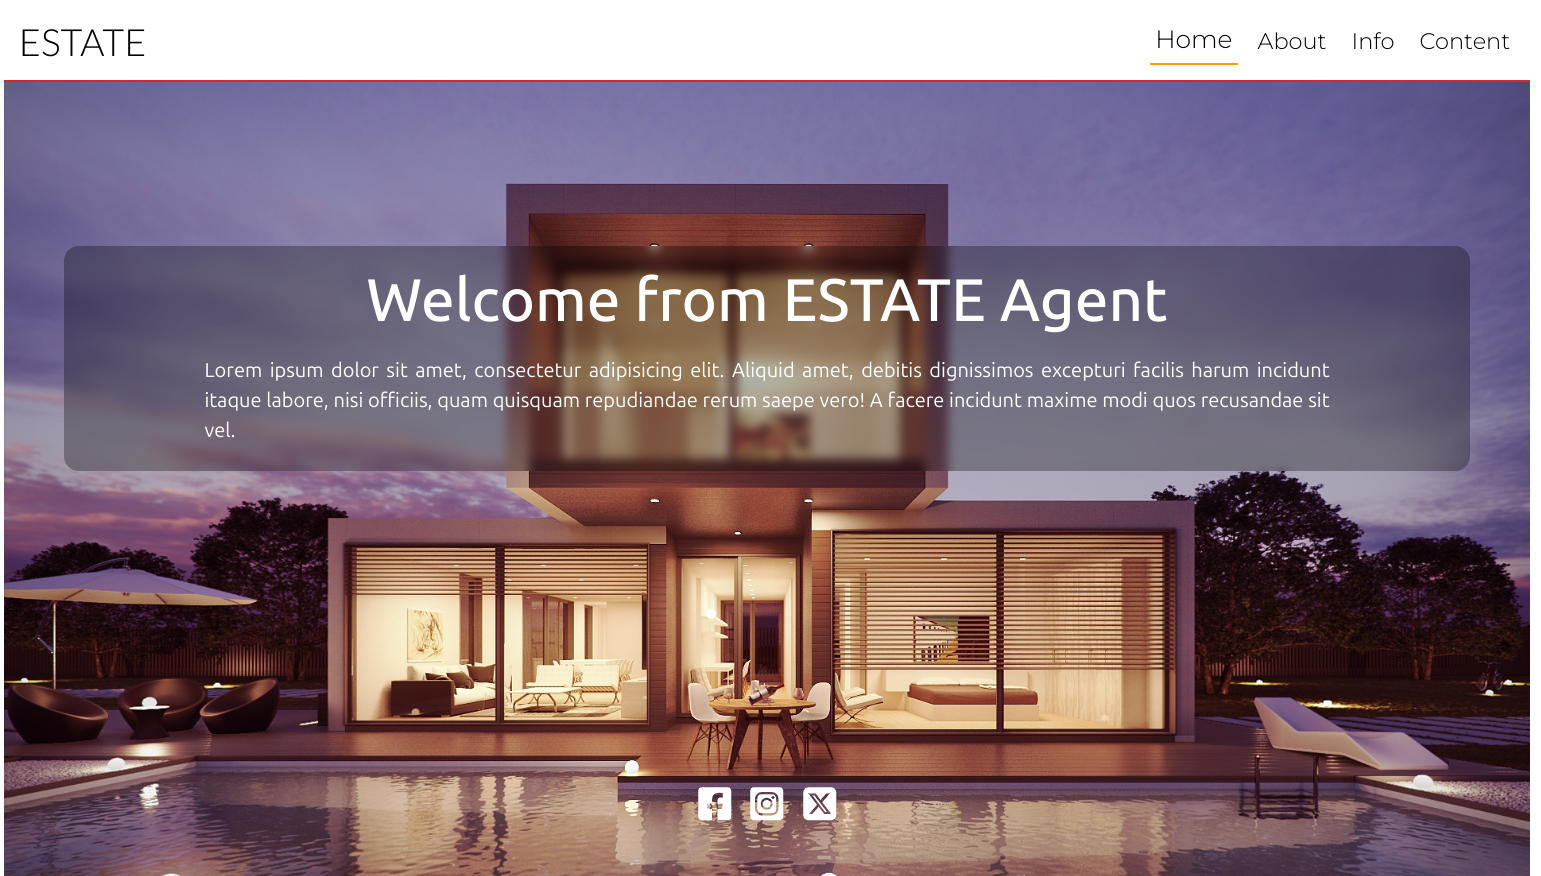 ESTATE
Home About Info Content
Welcome from ESTATE Agent
Lorem ipsum dolor sit amet, consectetur adipisicing elit. Aliquid amet, debitis dignissimos excepturi facilis harum incidunt
itaque labore, nisi officiis, quam quisquam repudiandae rerum saepe vero! A facere incidunt maxime modi quos recusandae sit
vel.